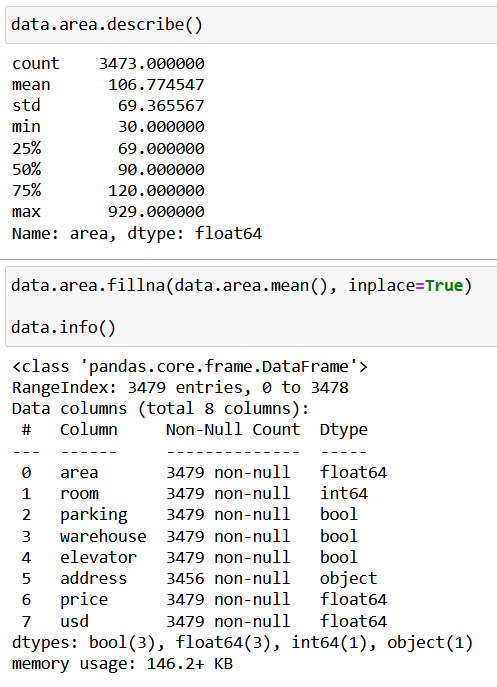 data.area.describe()
count    3473.000000
mean      106.774547
std        69.365567
min        30.000000
25%        69.000000
50%        90.000000
75%       120.000000
max       929.000000
Name: area, dtype: float64
data.area.fillna(data.area.mean(), inplace=True)
data.info()
<class 'pandas.core.frame.DataFrame'>
RangeIndex: 3479 entries, 0 to 3478
Data columns (total 8 columns):
 #   Column     Non-Null Count  Dtype
---  ------     --------------  -----
 0   area       3479 non-null   float64
 1   room       3479 non-null   int64
 2   parking    3479 non-null   bool
 3   warehouse  3479 non-null   bool
 4   elevator   3479 non-null   bool
 5   address    3456 non-null   object
 6   price      3479 non-null   float64
 7   usd        3479 non-null   float64
dtypes: bool(3), float64(3), int64(1), object(1)
memory usage: 146.2+ KB